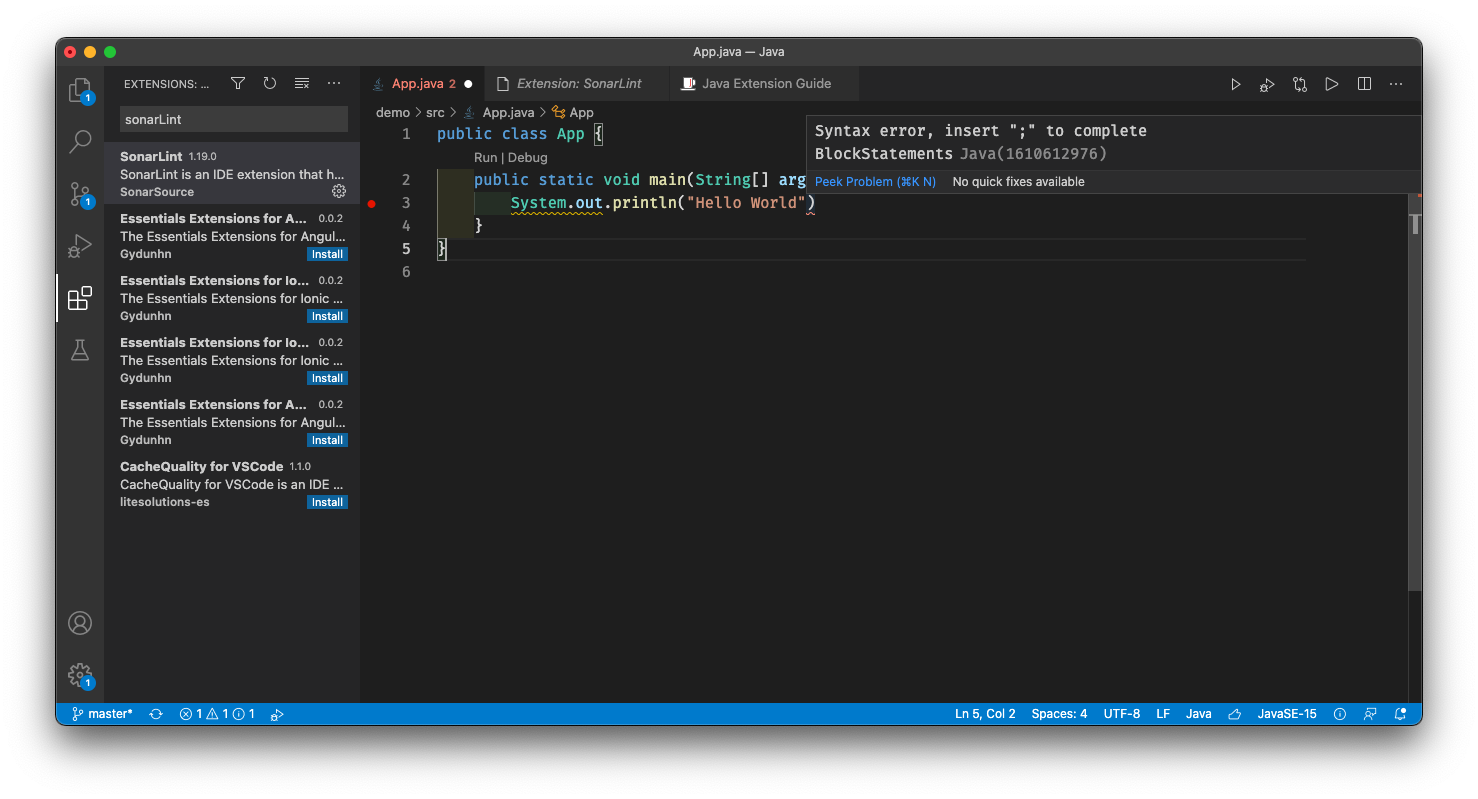 App.java — Java
EXTENSIONS: ...
App.java 2
Extension: SonarLint
Java Extension Guide
1
sonarLint
demo > src > App.java > App
SonarLint 1.19.0
SonarLint is an IDE extension that h...
SonarSource
Essentials Extensions for A... 0.0.2
The Essentials Extensions for Angul...
Gydunhn Install
Essentials Extensions for Io... 0.0.2
The Essentials Extensions for Ionic ...
Gydunhn Install
Essentials Extensions for Io... 0.0.2
The Essentials Extensions for Ionic ...
Gydunhn Install
Essentials Extensions for A... 0.0.2
The Essentials Extensions for Angul...
Gydunhn Install
CacheQuality for VSCode 1.1.0
CacheQuality for VSCode is an IDE ...
litesolutions-es Install
1
1
1 public class App {
Run | Debug
2 public static void main(String[] arg
3 System.out.println("Hello World")
4 }
5 }
6
Syntax error, insert ";" to complete
BlockStatements Java(1610612976)
Peek Problem (⌘K N) No quick fixes available
master* 1 1 1 Ln 5, Col 2 Spaces: 4 UTF-8 LF Java JavaSE-15